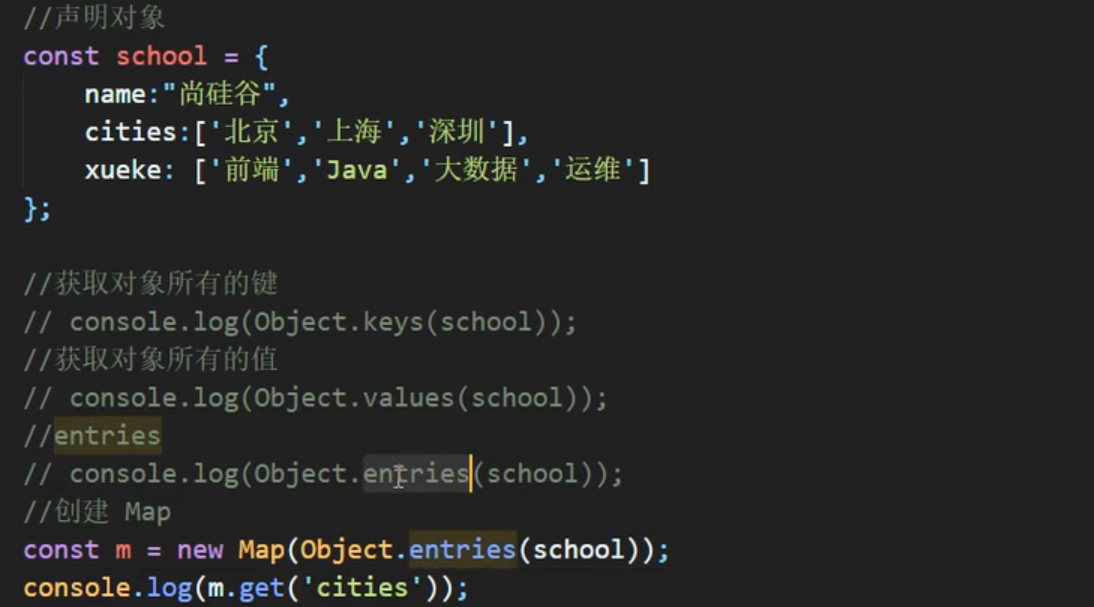 //声明对象
const school = {
name:"尚硅谷",
cities:['北京','上海','深圳'],
xueke: ['前端','Java','大数据','运维']
};
//获取对象所有的键
// console.log(Object.keys(school));
//获取对象所有的值
// console.log(Object.values(school));
//entries
// console.log(Object.entries(school));
//创建 Map
const m = new Map(Object.entries(school));
console.log(m.get('cities'));